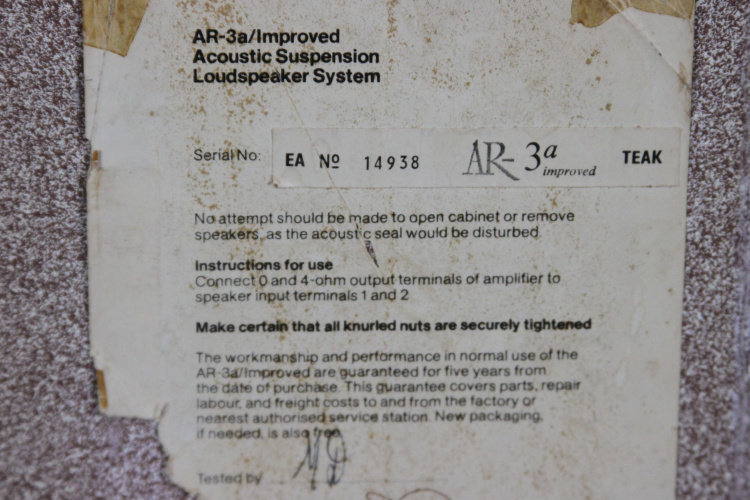 AR-3a/Improved
Acoustic Suspension
Loudspeaker System
Serial No: EA Nº 14938 AR-3a improved TEAK
No attempt should be made to open cabinet or remove
speakers, as the acoustic seal would be disturbed
Instructions for use
Connect 0 and 4-ohm output terminals of amplifier to
speaker input terminals 1 and 2
Make certain that all knurled nuts are securely tightened
The workmanship and performance in normal use of the
AR-3a/Improved are guaranteed for five years from
the date of purchase. This guarantee covers parts, repair
labour, and freight costs to and from the factory or
nearest authorised service station. New packaging,
if needed, is also free
Tested by